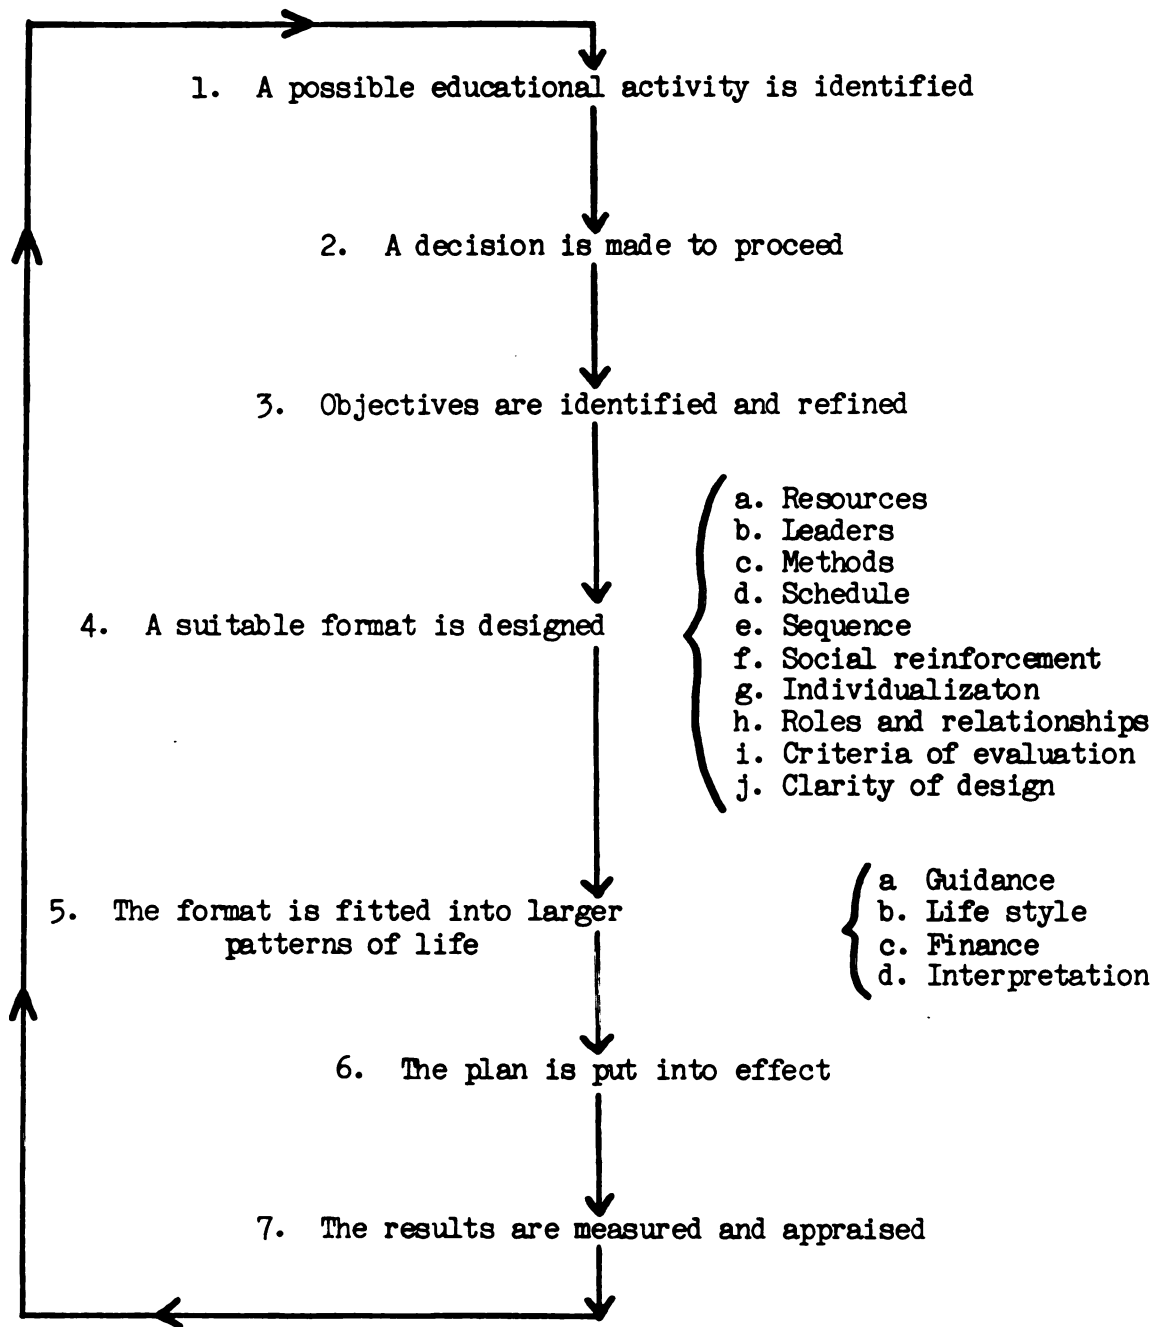 1. A possible educational activity is identified
2. A decision is made to proceed
3. Objectives are identified and refined
4. A suitable format is designed
a. Resources
b. Leaders
c. Methods
d. Schedule
e. Sequence
f. Social reinforcement
g. Individualizaton
h. Roles and relationships
i. Criteria of evaluation
j. Clarity of design
5. The format is fitted into larger
patterns of life
a Guidance
b. Life style
c. Finance
d. Interpretation
6. The plan is put into effect
7. The results are measured and appraised